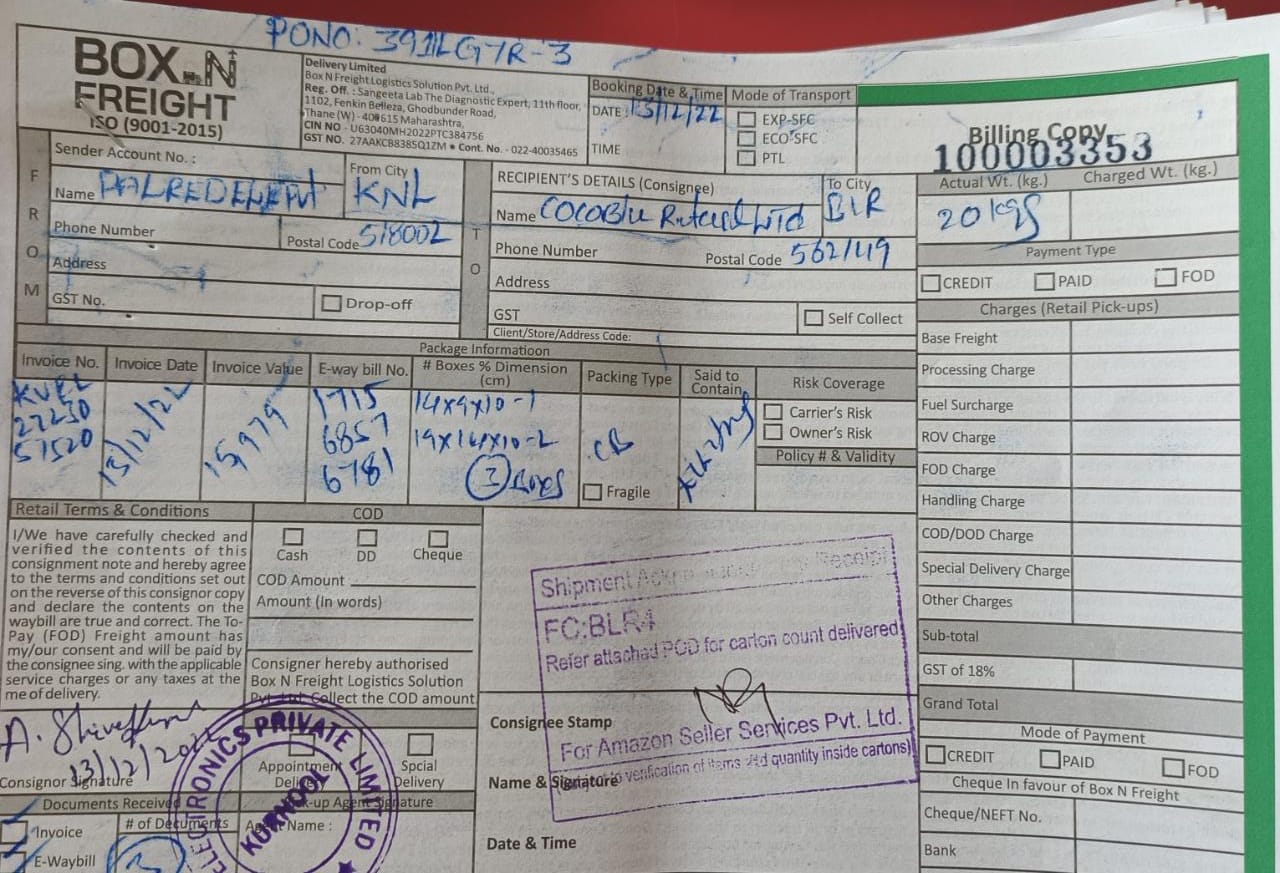 PONO: 391LG7R-3
BOX N
FREIGHT
ISO (9001-2015)
Delivery Limited
Box N Freight Logistics Solution Pvt. Ltd.,
Reg. Off. : Sangeeta Lab The Diagnostic Expert, 11th floor,
1102, Fenkin Belleza, Ghodbunder Road,
Thane (W) - 400615 Maharashtra,
CIN NO - U63040MH2022PTC384756
GST NO. 27AAKCB8385Q1ZM • Cont. No. - 022-40035465
Booking Date & Time
DATE : 13/12/22
TIME
Mode of Transport
EXP-SFC
ECO-SFC
PTL
Billing Copy
100003353
FROM
Sender Account No. :
Name
From City
KNL
Phone Number
Postal Code 518002
Address
GST No.
Drop-off
TO
RECIPIENT'S DETAILS (Consignee)
Name Cocoblu Retail Ltd
To City
BLR
Phone Number
Postal Code 562149
Address
GST
Self Collect
Client/Store/Address Code:
Actual Wt. (kg.)
20 kgs
Charged Wt. (kg.)
Payment Type
CREDIT PAID FOD
Charges (Retail Pick-ups)
Base Freight
Processing Charge
Fuel Surcharge
ROV Charge
FOD Charge
Handling Charge
COD/DOD Charge
Special Delivery Charge
Other Charges
Sub-total
GST of 18%
Grand Total
Mode of Payment
CREDIT PAID FOD
Cheque In favour of Box N Freight
Cheque/NEFT No.
Bank
Package Informatioon
Invoice No.
27230
57520
Invoice Date
13/12/22
Invoice Value
15,979
E-way bill No.
1715
6857
6781
# Boxes % Dimension
(cm)
14x9x10-1
19x14x10-2
3 Boxes
Packing Type
CB
Fragile
Said to
Contain
Risk Coverage
Carrier's Risk
Owner's Risk
Policy # & Validity
Retail Terms & Conditions
I/We have carefully checked and
verified the contents of this
consignment note and hereby agree
to the terms and conditions set out
on the reverse of this consignor copy
and declare the contents on the
waybill are true and correct. The To-
Pay (FOD) Freight amount has
my/our consent and will be paid by
the consignee sing. with the applicable
service charges or any taxes at the
me of delivery.
13/12/2022
Consignor Signature
COD
Cash DD Cheque
COD Amount
Amount (In words)
Consigner hereby authorised
Box N Freight Logistics Solution
Pvt. Ltd. Collect the COD amount
Appointment
Delivery
Spcial
Delivery
Pick-up Agent Signature
Agent Name :
Documents Received
Invoice
E-Waybill
# of Documents
3
ELECTRONICS PRIVATE LIMITED
KURNOOL
Shipment Receipt
FC:BLR4
Refer attached POD for carton count delivered
For Amazon Seller Services Pvt. Ltd.
to verification of items and quantity inside cartons)
Consignee Stamp
Name & Signature
Date & Time